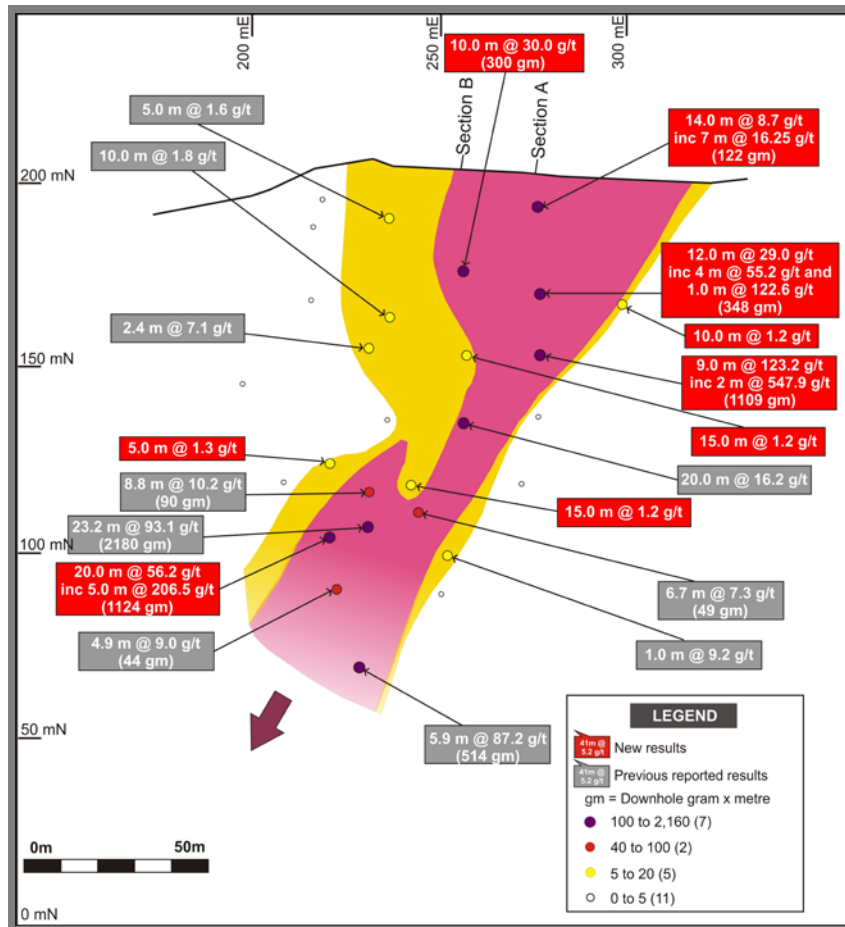 200 mE
250 mE
300 mE
10.0 m @ 30.0 g/t
(300 gm)
Section B
Section A
5.0 m @ 1.6 g/t
10.0 m @ 1.8 g/t
14.0 m @ 8.7 g/t
inc 7 m @ 16.25 g/t
(122 gm)
200 mN
12.0 m @ 29.0 g/t
inc 4 m @ 55.2 g/t and
1.0 m @ 122.6 g/t
(348 gm)
2.4 m @ 7.1 g/t
10.0 m @ 1.2 g/t
150 mN
9.0 m @ 123.2 g/t
inc 2 m @ 547.9 g/t
(1109 gm)
15.0 m @ 1.2 g/t
5.0 m @ 1.3 g/t
20.0 m @ 16.2 g/t
8.8 m @ 10.2 g/t
(90 gm)
15.0 m @ 1.2 g/t
23.2 m @ 93.1 g/t
(2180 gm)
100 mN
20.0 m @ 56.2 g/t
inc 5.0 m @ 206.5 g/t
(1124 gm)
6.7 m @ 7.3 g/t
(49 gm)
4.9 m @ 9.0 g/t
(44 gm)
1.0 m @ 9.2 g/t
50 mN
5.9 m @ 87.2 g/t
(514 gm)
LEGEND
41m @
5.2 g/t
New results
41m @
5.2 g/t
Previous reported results
gm = Downhole gram x metre
100 to 2,160 (7)
40 to 100 (2)
5 to 20 (5)
0 to 5 (11)
0m
50m
0 mN